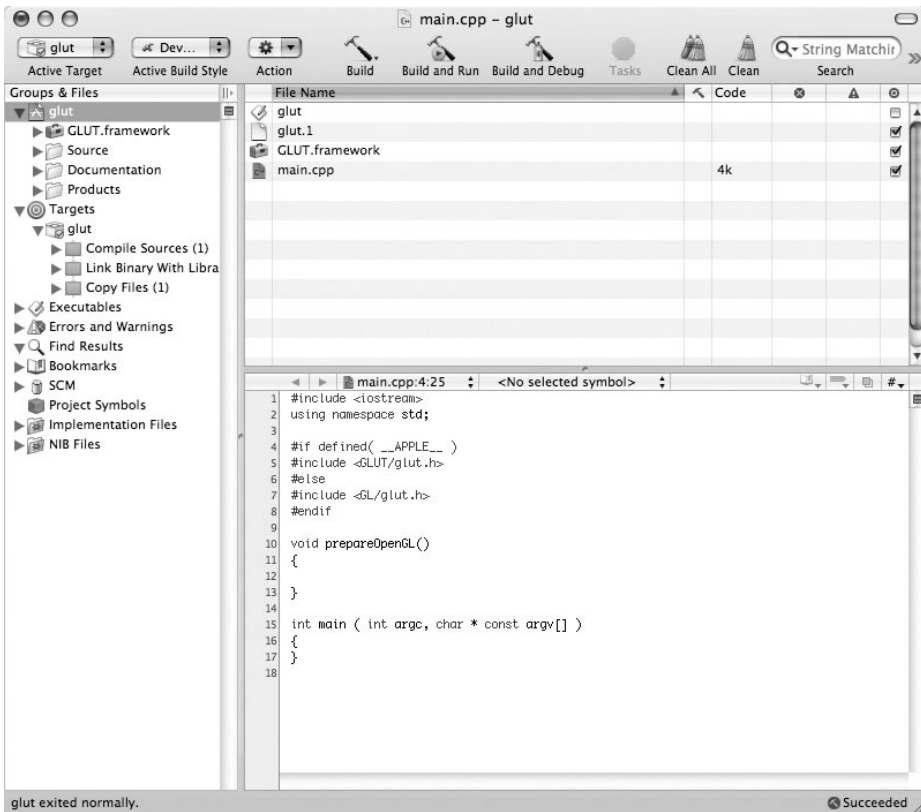 main.cpp – glut
glut
Dev...
String Matchir
Active Target
Active Build Style
Action
Build
Build and Run
Build and Debug
Tasks
Clean All
Clean
Search
Groups & Files
glut
GLUT.framework
Source
Documentation
Products
Targets
glut
Compile Sources (1)
Link Binary With Libra
Copy Files (1)
Executables
Errors and Warnings
Find Results
Bookmarks
SCM
Project Symbols
Implementation Files
NIB Files
File Name
Code
glut
glut.1
GLUT.framework
main.cpp 4k
main.cpp:4:25 <No selected symbol> #
1 #include <iostream>
2 using namespace std;
3
4 #if defined( __APPLE__ )
5 #include <GLUT/glut.h>
6 #else
7 #include <GL/glut.h>
8 #endif
9
10 void prepareOpenGL()
11 {
12
13 }
14
15 int main ( int argc, char * const argv[] )
16 {
17 }
18
glut exited normally.
Succeeded